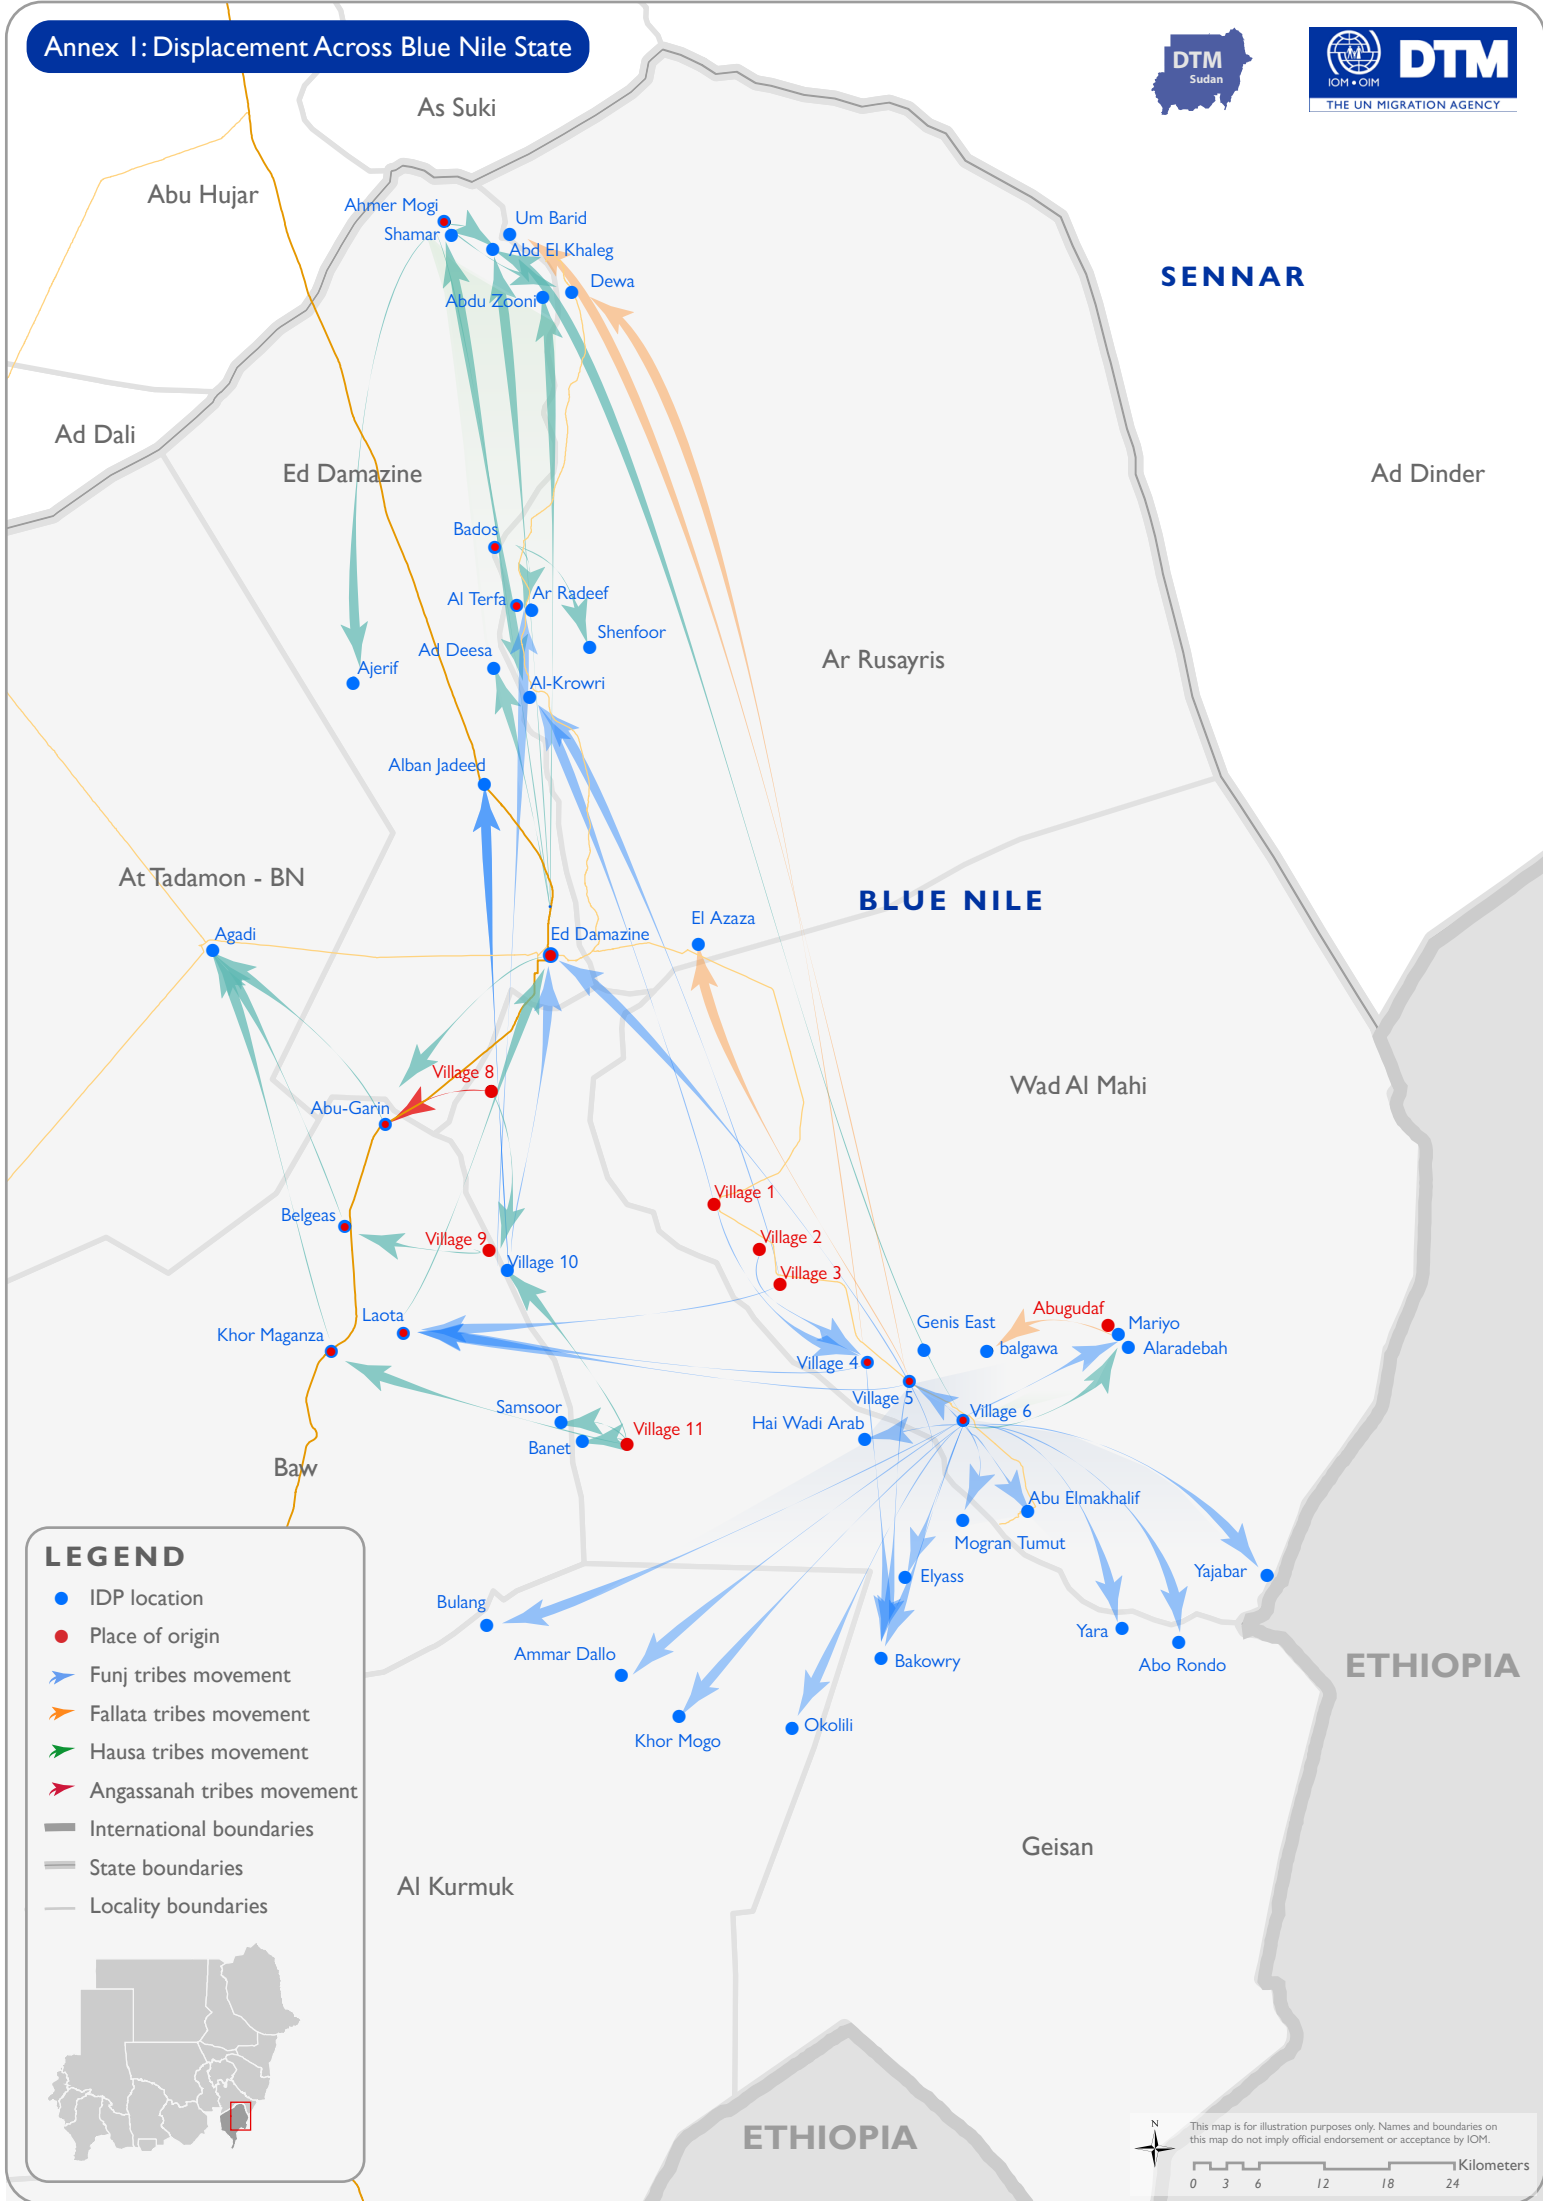 Annex 1: Displacement Across Blue Nile State
DTM
Sudan
IOM • OIM
DTM
THE UN MIGRATION AGENCY
As Suki
Abu Hujar
Ahmer Mogi
Um Barid
Shamar
Abd El Khaleg
SENNAR
Dewa
Abdu Zooni
Ad Dali
Ed Damazine
Ad Dinder
Bados
Al Terfa
Ar Radeef
Shenfoor
Ad Deesa
Ar Rusayris
Ajerif
Al-Krowri
Alban Jadeed
At Tadamon - BN
BLUE NILE
El Azaza
Agadi
Ed Damazine
Village 8
Wad Al Mahi
Abu-Garin
Village 1
Belgeas
Village 9
Village 2
Village 10
Village 3
Abugudaf
Laota
Genis East
Mariyo
Khor Maganza
balgawa
Alaradebah
Village 4
Village 5
Samsoor
Village 6
Hai Wadi Arab
Village 11
Banet
Baw
Abu Elmakhalif
Mogran Tumut
Yajabar
Elyass
Bulang
Yara
Ammar Dallo
Bakowry
Abo Rondo
ETHIOPIA
Okolili
Khor Mogo
Geisan
Al Kurmuk
LEGEND
IDP location
Place of origin
Funj tribes movement
Fallata tribes movement
Hausa tribes movement
Angassanah tribes movement
International boundaries
State boundaries
Locality boundaries
ETHIOPIA
N
This map is for illustration purposes only. Names and boundaries on
this map do not imply official endorsement or acceptance by IOM.
Kilometers
0 3 6 12 18 24